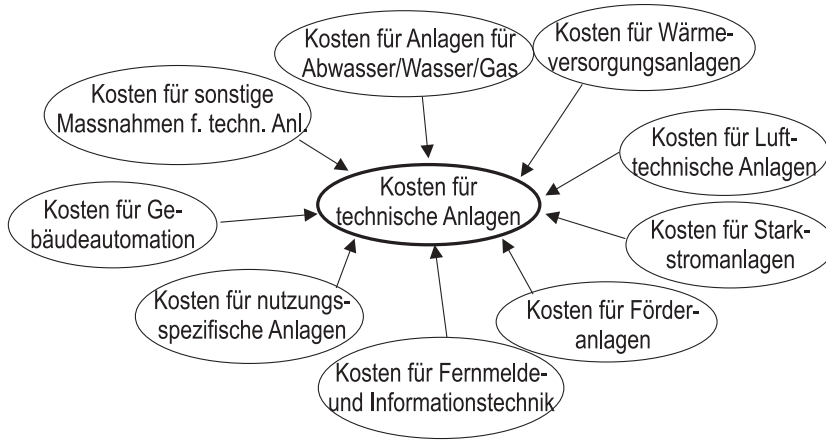 Kosten für Anlagen für
Abwasser/Wasser/Gas
Kosten für Wärme-
versorgungsanlagen
Kosten für sonstige
Massnahmen f. techn. Anl.
Kosten für Luft-
technische Anlagen
Kosten für
technische Anlagen
Kosten für Ge-
bäudeautomation
Kosten für Stark-
stromanlagen
Kosten für nutzungs-
spezifische Anlagen
Kosten für Förder-
anlagen
Kosten für Fernmelde-
und Informationstechnik